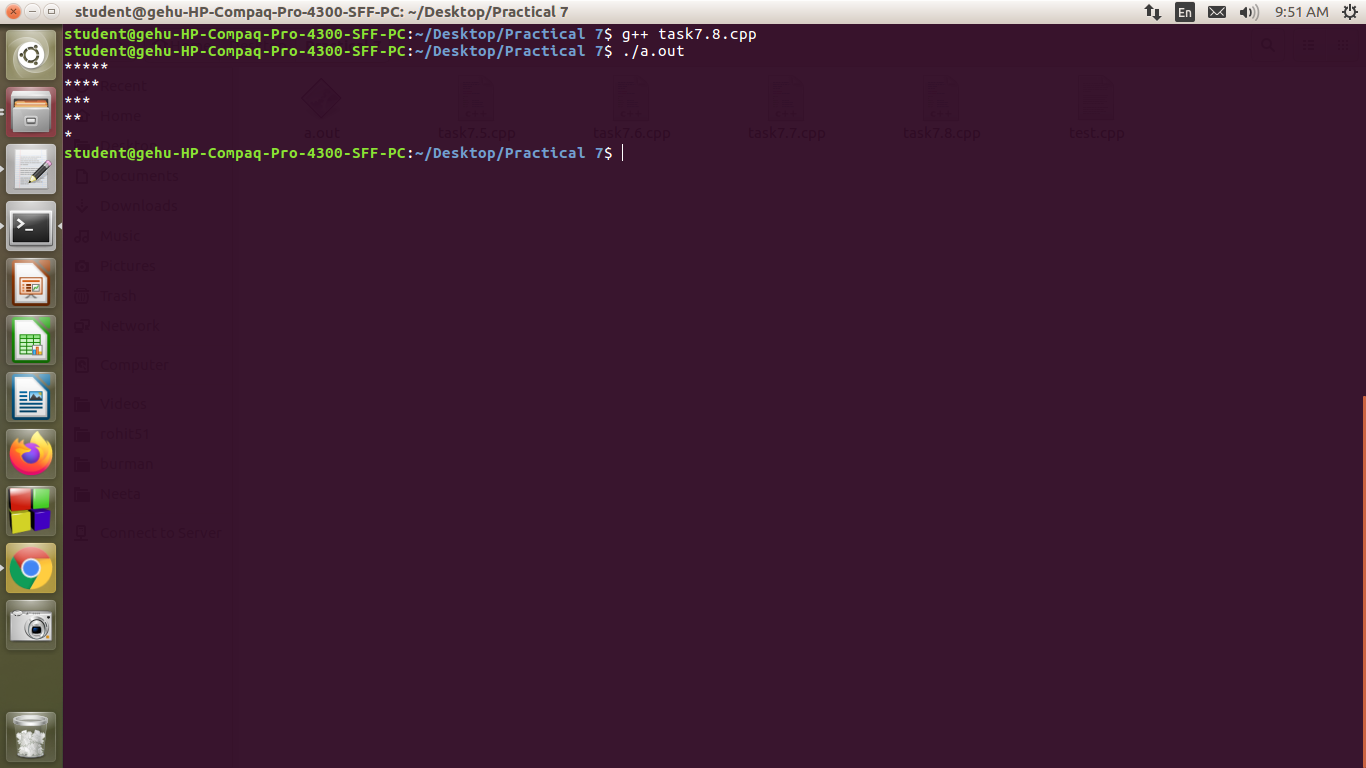 student@gehu-HP-Compaq-Pro-4300-SFF-PC: ~/Desktop/Practical 7
En
9:51 AM
student@gehu-HP-Compaq-Pro-4300-SFF-PC:~/Desktop/Practical 7$ g++ task7.8.cpp
student@gehu-HP-Compaq-Pro-4300-SFF-PC:~/Desktop/Practical 7$ ./a.out
*****
****
***
**
*
student@gehu-HP-Compaq-Pro-4300-SFF-PC:~/Desktop/Practical 7$
Recent
Home
a.out
task7.5.cpp
task7.6.cpp
task7.7.cpp
task7.8.cpp
test.cpp
Documents
Downloads
Music
Pictures
Trash
Network
Computer
Videos
rohit51
burman
Neeta
Connect to Server